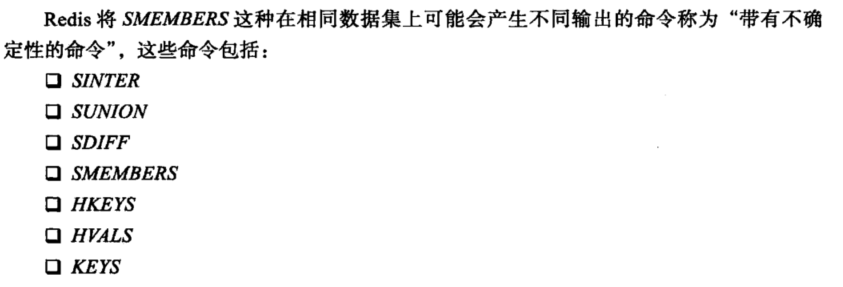 Redis 将 SMEMBERS 这种在相同数据集上可能会产生不同输出的命令称为“带有不确
定性的命令”，这些命令包括：
❑ SINTER
❑ SUNION
❑ SDIFF
❑ SMEMBERS
❑ HKEYS
❑ HVALS
❑ KEYS